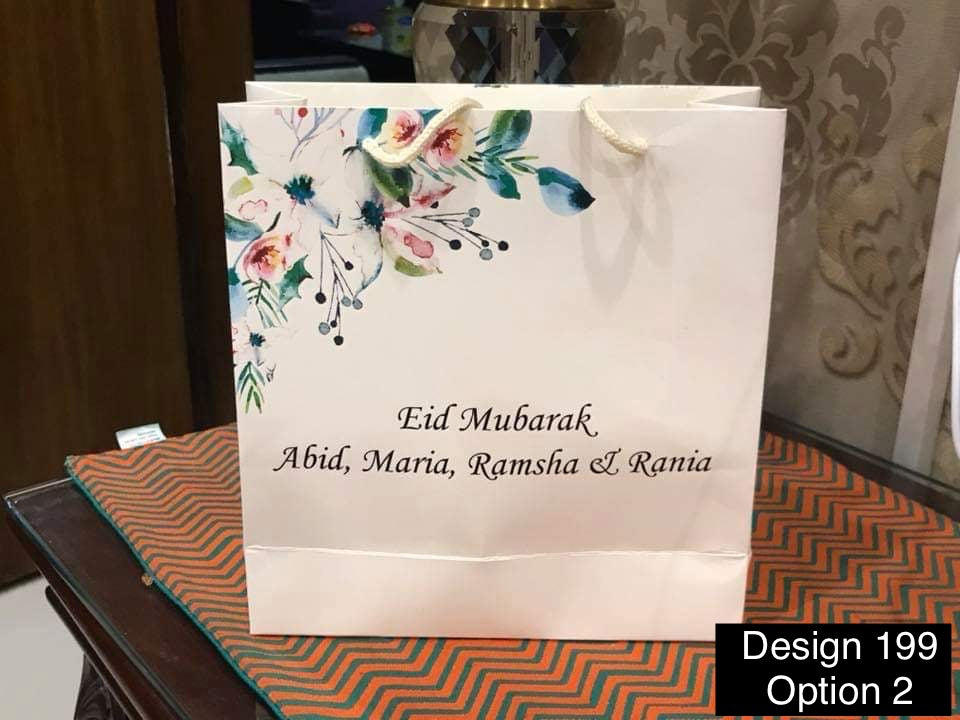 Eid Mubarak
Abid, Maria, Ramsha & Rania
Design 199
Option 2